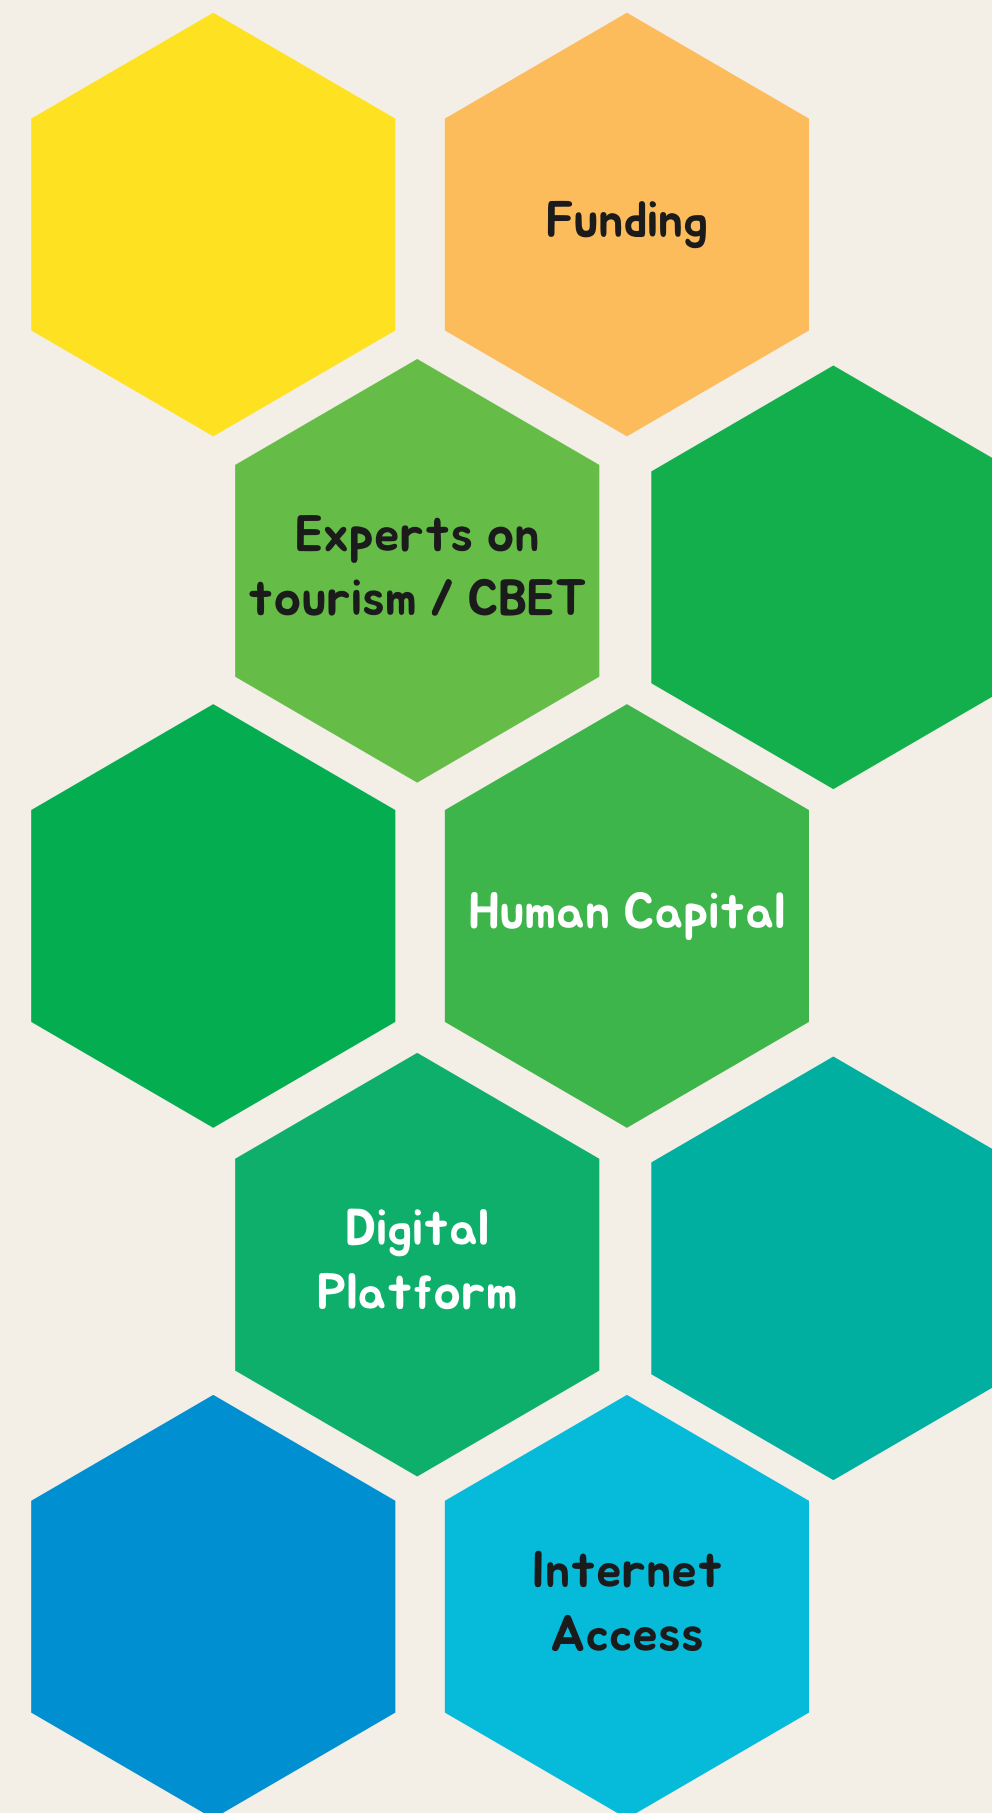 Funding
Experts on
tourism / CBET
Human Capital
Digital
Platform
Internet
Access